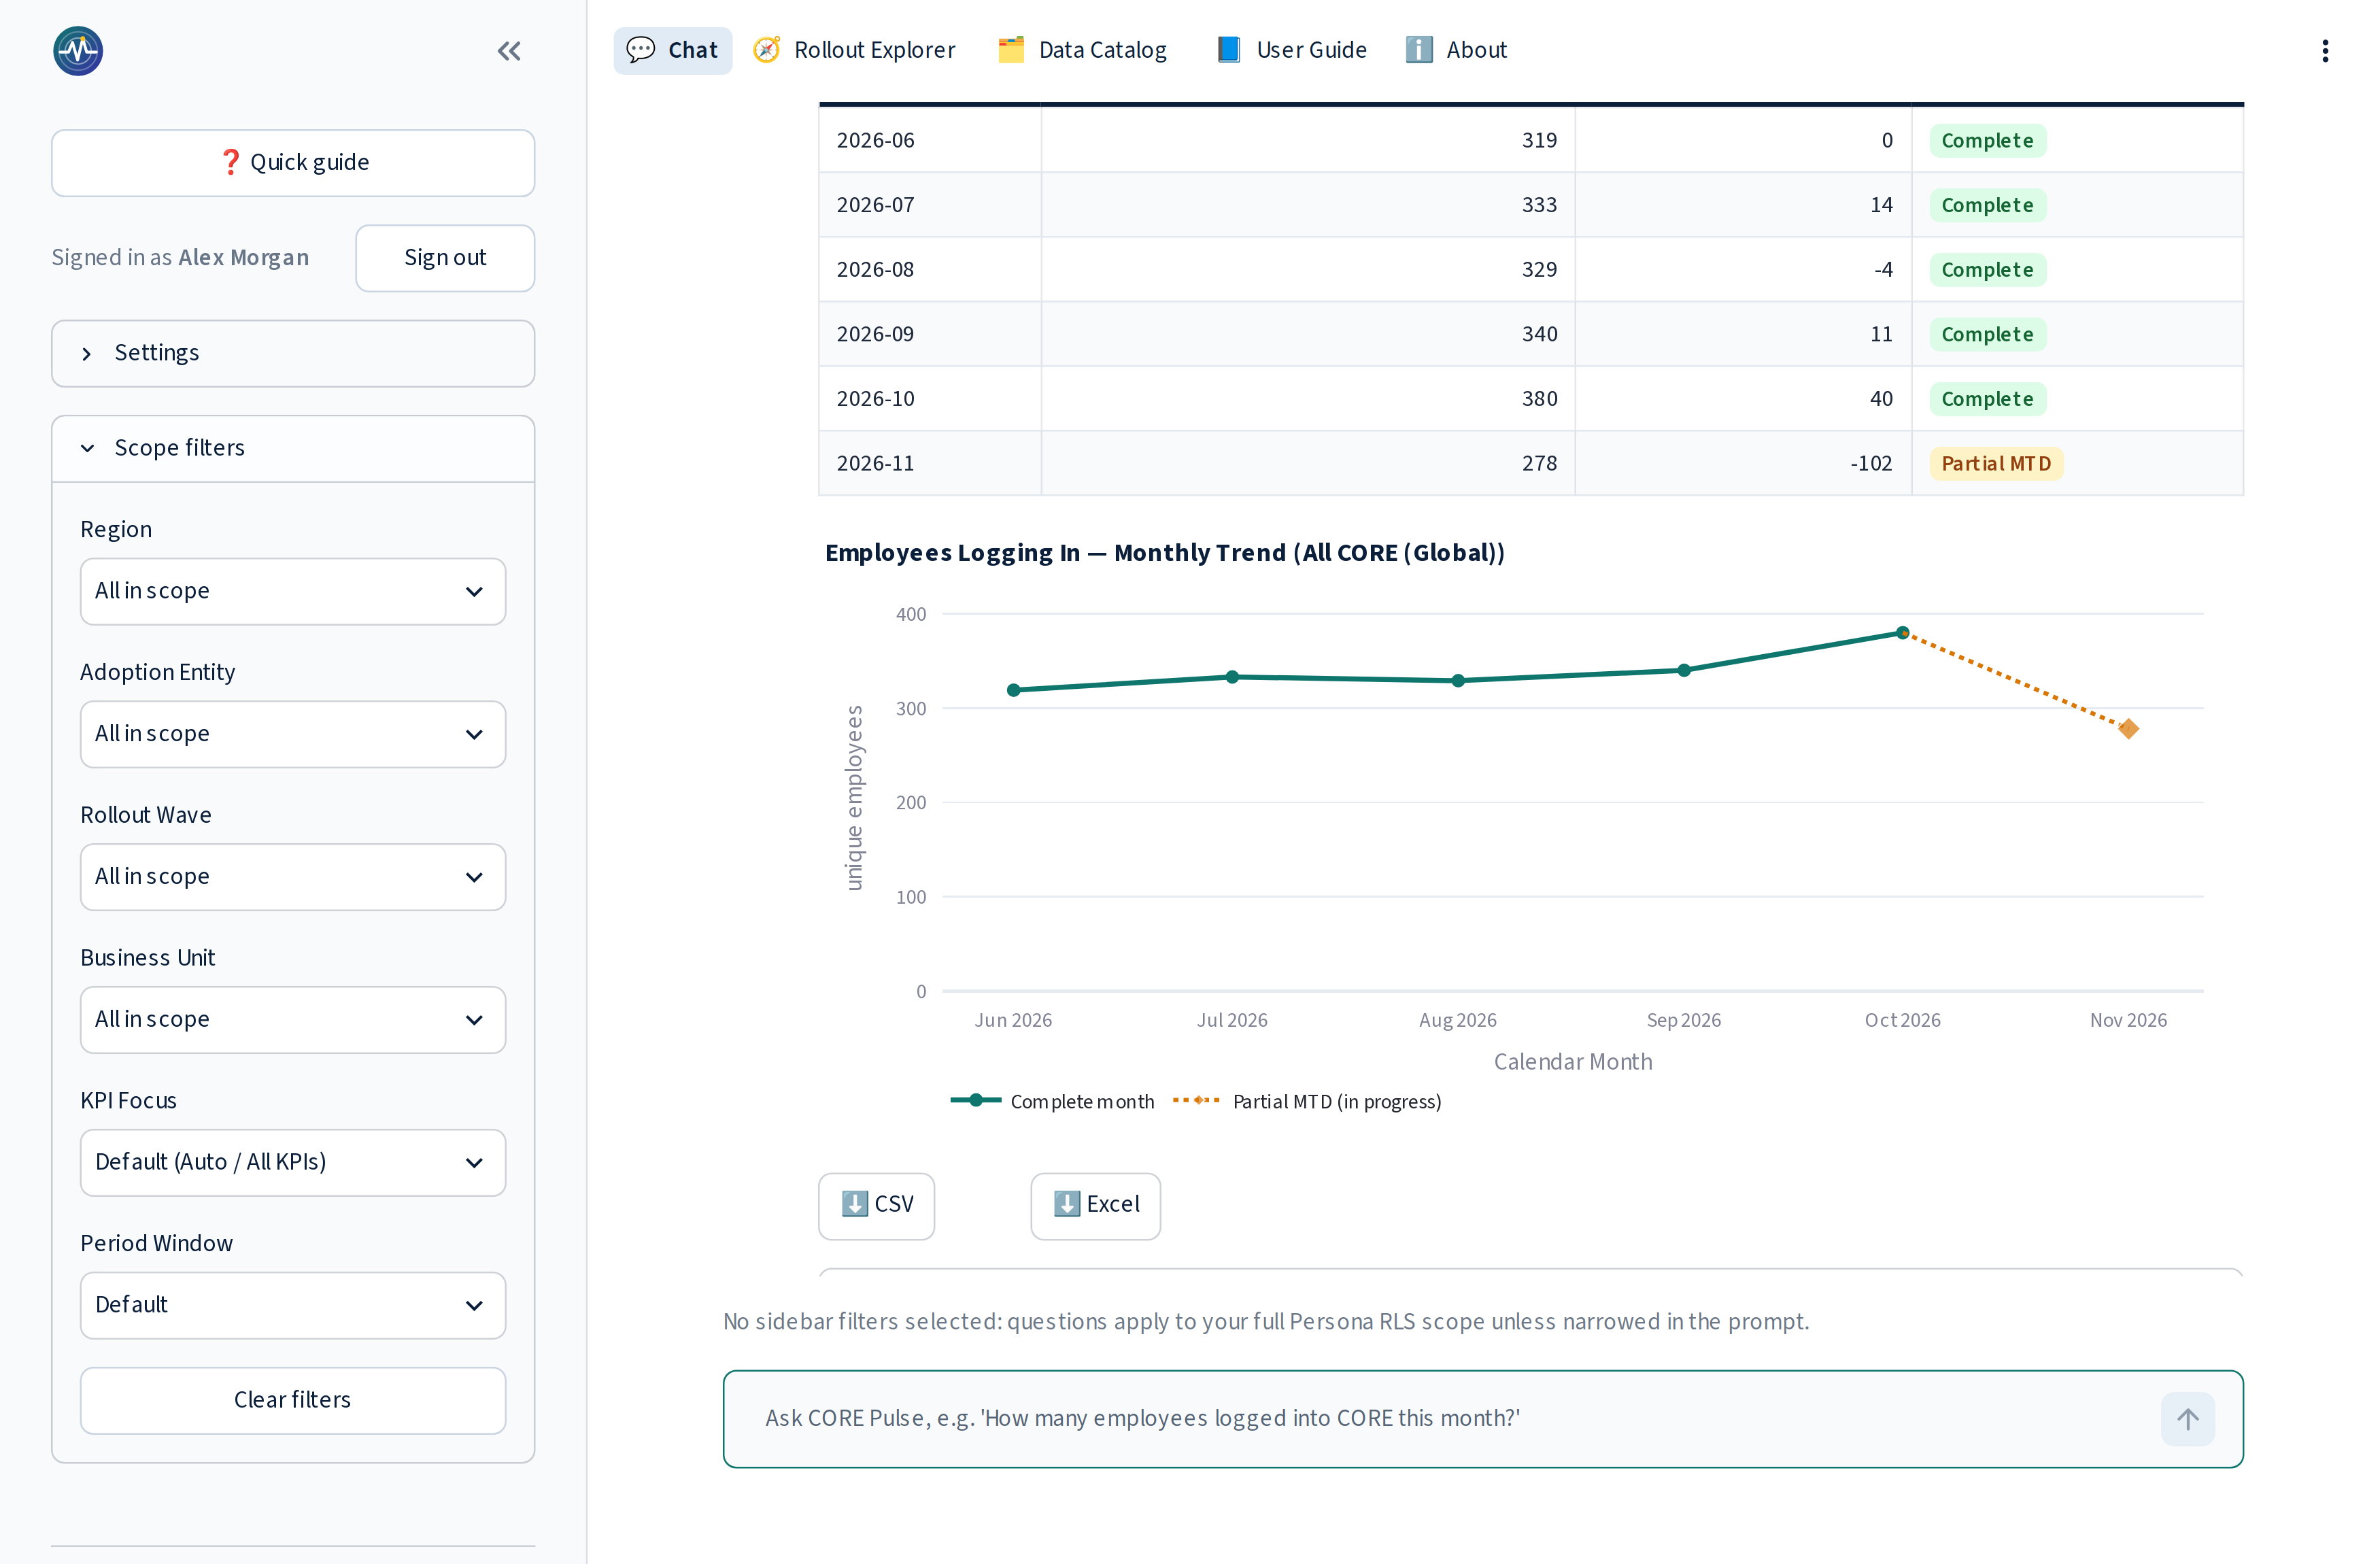 Chat
Rollout Explorer
Data Catalog
User Guide
About
Quick guide
Signed in as Alex Morgan
Sign out
Settings
Scope filters
Region
All in scope
Adoption Entity
All in scope
Rollout Wave
All in scope
Business Unit
All in scope
KPI Focus
Default (Auto / All KPIs)
Period Window
Default
Clear filters
2026-06 319 0 Complete
2026-07 333 14 Complete
2026-08 329 -4 Complete
2026-09 340 11 Complete
2026-10 380 40 Complete
2026-11 278 -102 Partial MTD
Employees Logging In — Monthly Trend (All CORE (Global))
unique employees
400
300
200
100
0
Jun 2026 Jul 2026 Aug 2026 Sep 2026 Oct 2026 Nov 2026
Calendar Month
Complete month Partial MTD (in progress)
CSV
Excel
No sidebar filters selected: questions apply to your full Persona RLS scope unless narrowed in the prompt.
Ask CORE Pulse, e.g. 'How many employees logged into CORE this month?'